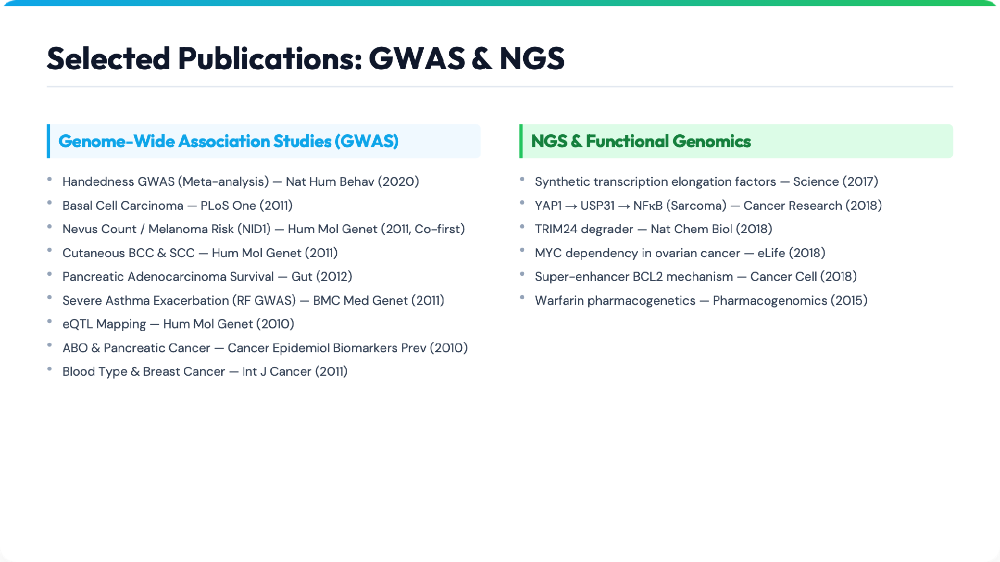 Selected Publications: GWAS & NGS
Genome-Wide Association Studies (GWAS)
• Handedness GWAS (Meta-analysis) — Nat Hum Behav (2020)
• Basal Cell Carcinoma — PLoS One (2011)
• Nevus Count / Melanoma Risk (NID1) — Hum Mol Genet (2011, Co-first)
• Cutaneous BCC & SCC — Hum Mol Genet (2011)
• Pancreatic Adenocarcinoma Survival — Gut (2012)
• Severe Asthma Exacerbation (RF GWAS) — BMC Med Genet (2011)
• eQTL Mapping — Hum Mol Genet (2010)
• ABO & Pancreatic Cancer — Cancer Epidemiol Biomarkers Prev (2010)
• Blood Type & Breast Cancer — Int J Cancer (2011)
NGS & Functional Genomics
• Synthetic transcription elongation factors — Science (2017)
• YAP1 → USP31 → NFκB (Sarcoma) — Cancer Research (2018)
• TRIM24 degrader — Nat Chem Biol (2018)
• MYC dependency in ovarian cancer — eLife (2018)
• Super-enhancer BCL2 mechanism — Cancer Cell (2018)
• Warfarin pharmacogenetics — Pharmacogenomics (2015)